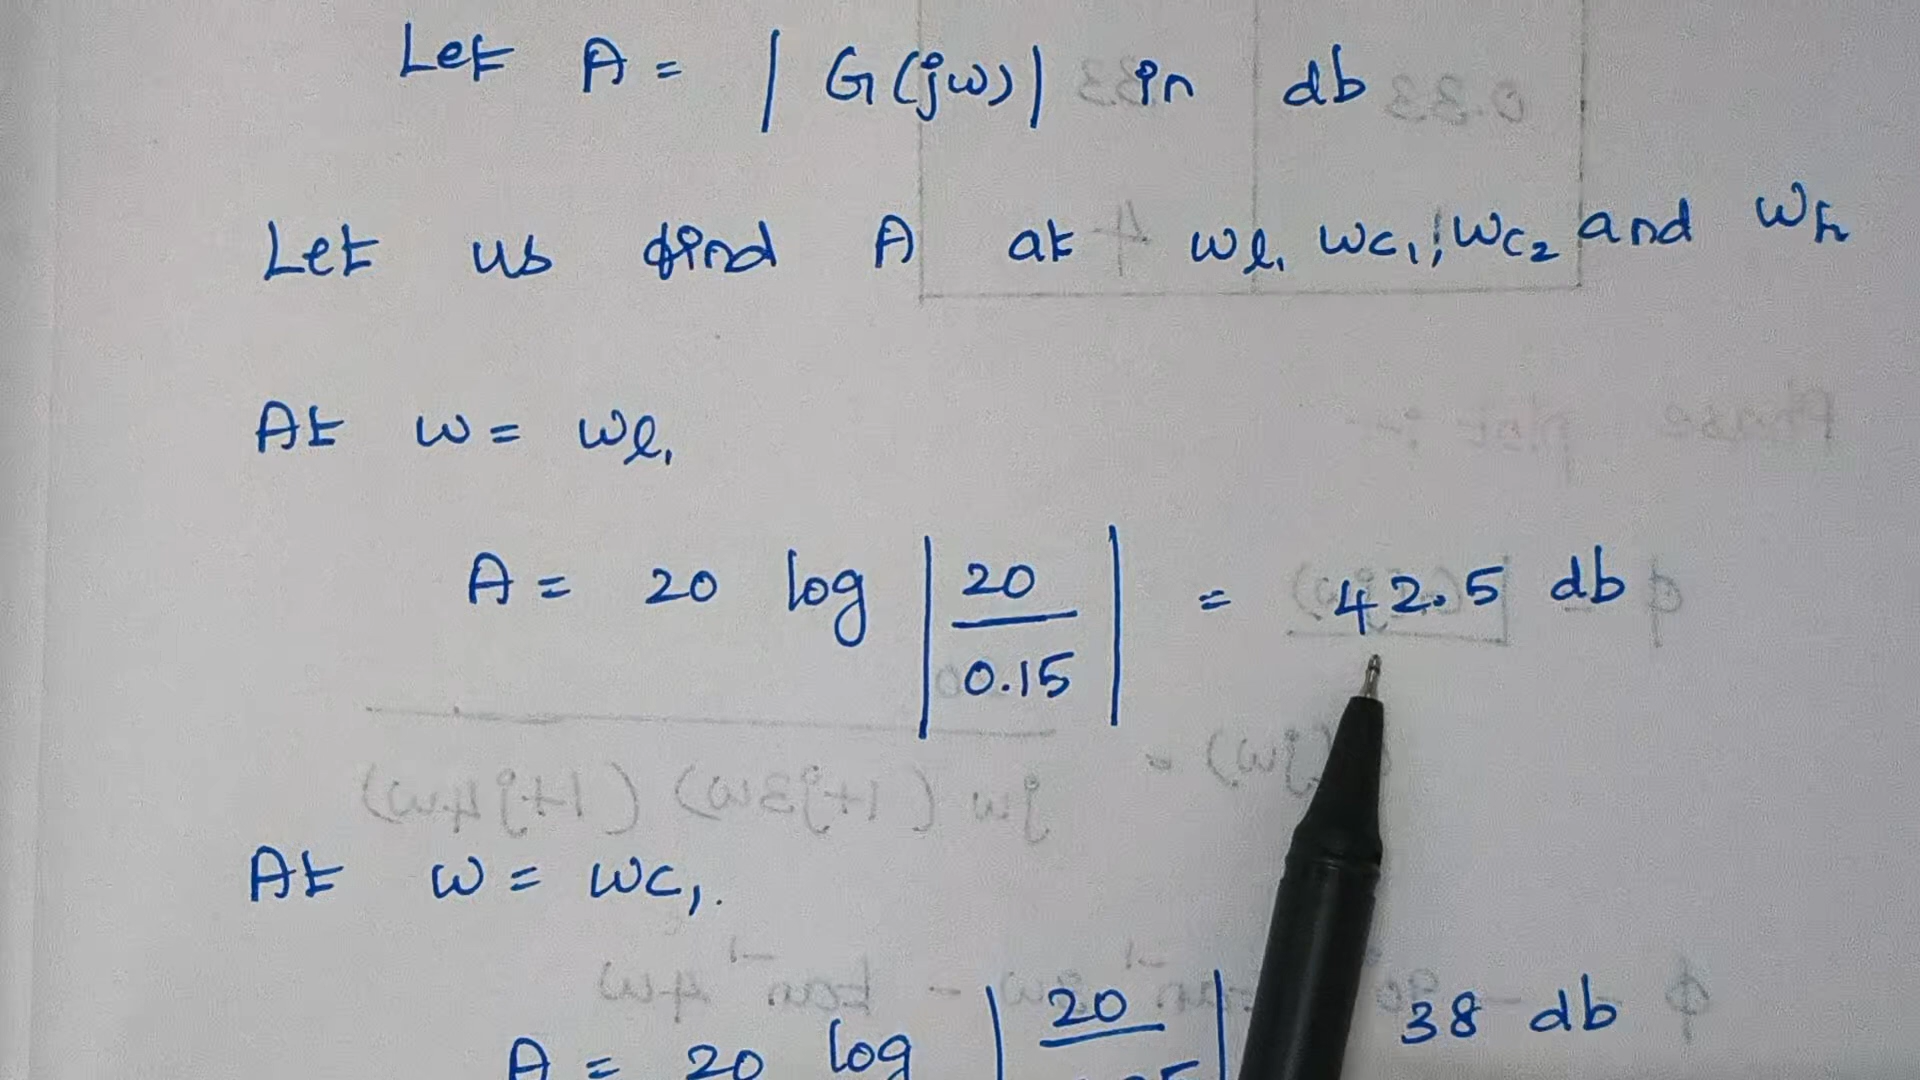 Let A = | G(jω)| in db
Let us find A at ωl, ωc1, ωc2 and ωh
At ω = ωl,
A = 20 log | 20 / 0.15 | = 42.5 db
At ω = ωc1.
A = 20 log | 20 38 db